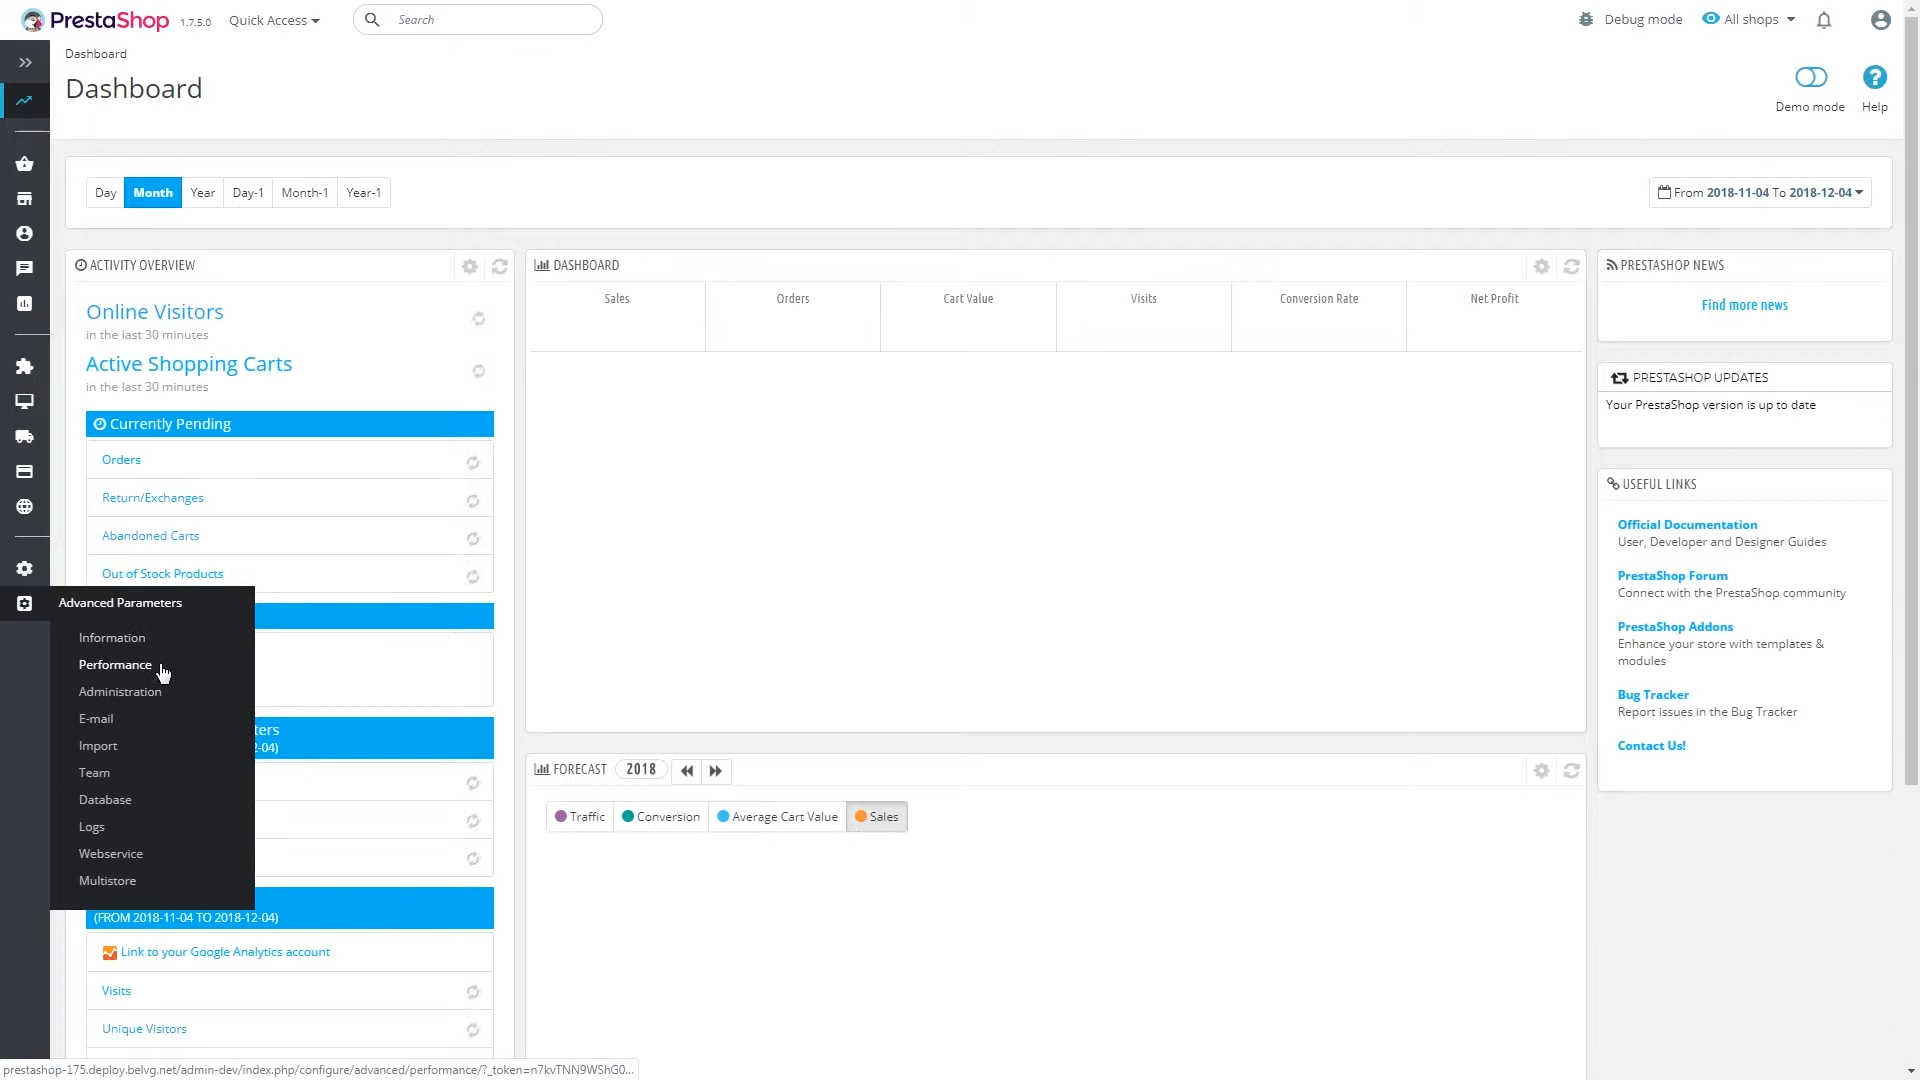 PrestaShop 1.7.5.0 Quick Access Search Debug mode All shops
Dashboard
Dashboard
Demo mode Help
Day Month Year Day-1 Month-1 Year-1 From 2018-11-04 To 2018-12-04
ACTIVITY OVERVIEW
Online Visitors
in the last 30 minutes
Active Shopping Carts
in the last 30 minutes
Currently Pending
Orders
Return/Exchanges
Abandoned Carts
Out of Stock Products
Advanced Parameters
Information
Performance
Administration
E-mail
Import
Team
Database
Logs
Webservice
Multistore
ters
2-04)
(FROM 2018-11-04 TO 2018-12-04)
Link to your Google Analytics account
Visits
Unique Visitors
DASHBOARD
Sales Orders Cart Value Visits Conversion Rate Net Profit
FORECAST 2018
Traffic Conversion Average Cart Value Sales
PRESTASHOP NEWS
Find more news
PRESTASHOP UPDATES
Your PrestaShop version is up to date
USEFUL LINKS
Official Documentation
User, Developer and Designer Guides
PrestaShop Forum
Connect with the PrestaShop community
PrestaShop Addons
Enhance your store with templates &
modules
Bug Tracker
Report issues in the Bug Tracker
Contact Us!
prestashop-175.deploy.belvg.net/admin-dev/index.php/configure/advanced/performance/?_token=n7kvTNN9WShG0...